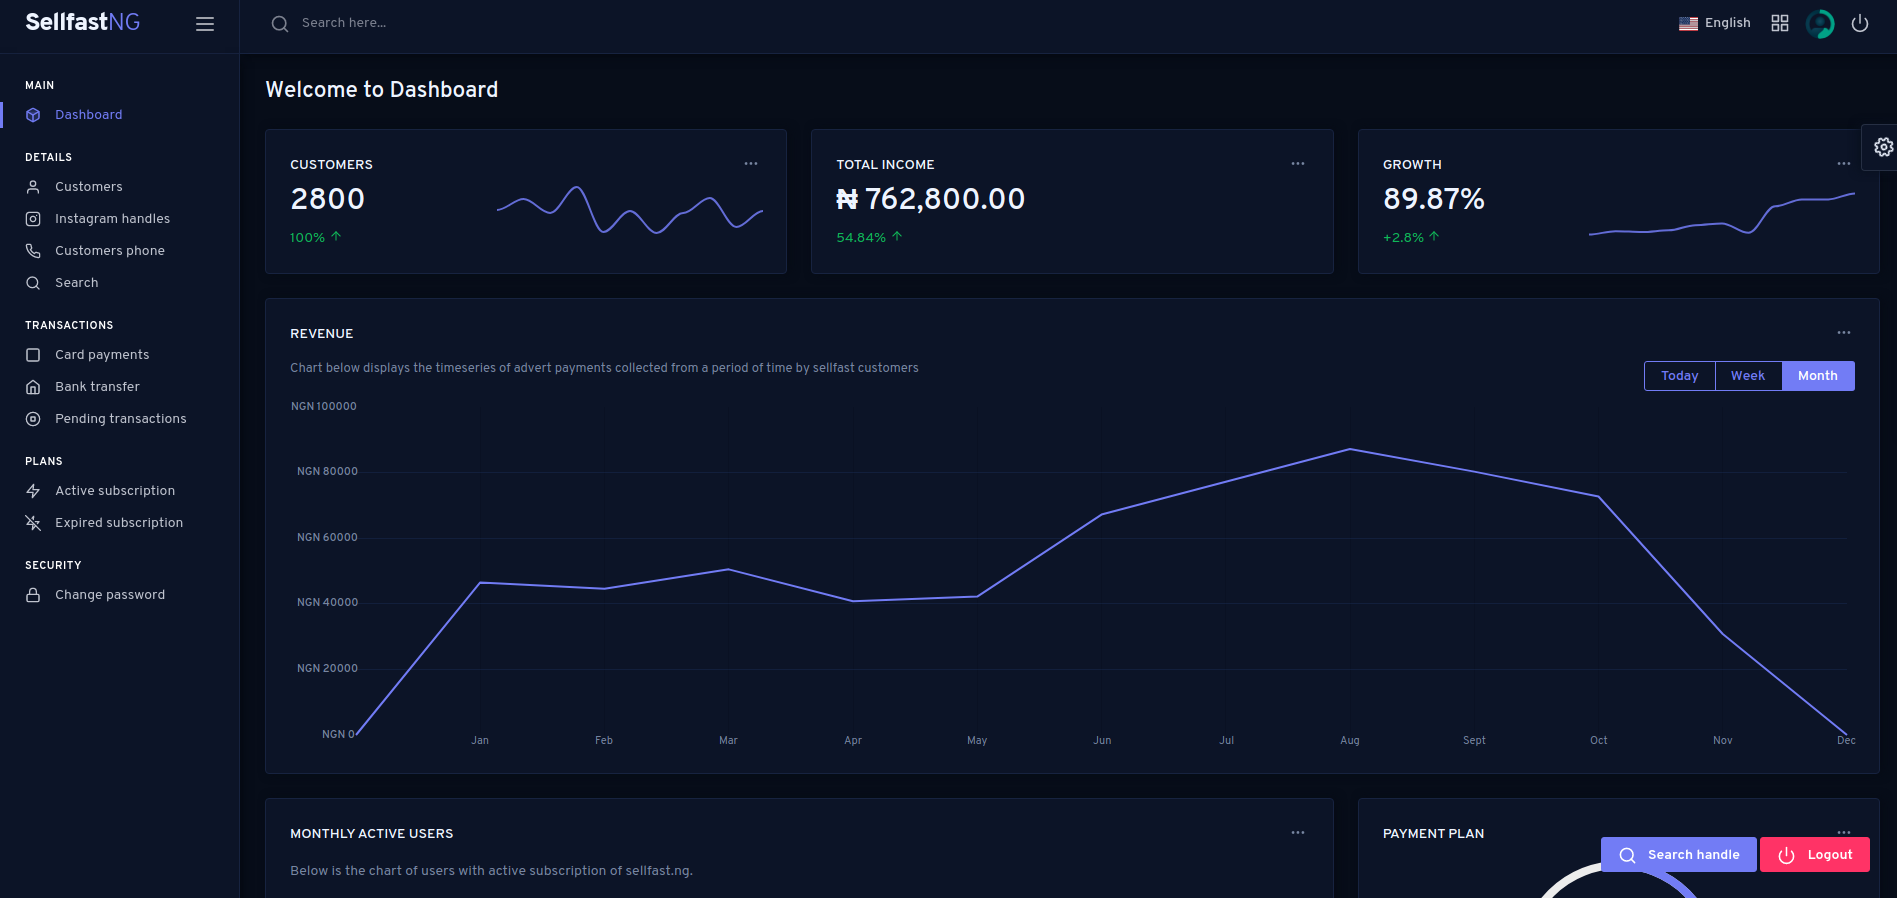 SellfastNG
Search here...
English
MAIN
Dashboard
DETAILS
Customers
Instagram handles
Customers phone
Search
TRANSACTIONS
Card payments
Bank transfer
Pending transactions
PLANS
Active subscription
Expired subscription
SECURITY
Change password
Welcome to Dashboard
CUSTOMERS
2800
100%
TOTAL INCOME
₦ 762,800.00
54.84%
GROWTH
89.87%
+2.8%
REVENUE
Chart below displays the timeseries of advert payments collected from a period of time by sellfast customers
Today Week Month
NGN 100000
NGN 80000
NGN 60000
NGN 40000
NGN 20000
NGN 0
Jan Feb Mar Apr May Jun Jul Aug Sept Oct Nov Dec
MONTHLY ACTIVE USERS
Below is the chart of users with active subscription of sellfast.ng.
PAYMENT PLAN
Search handle
Logout